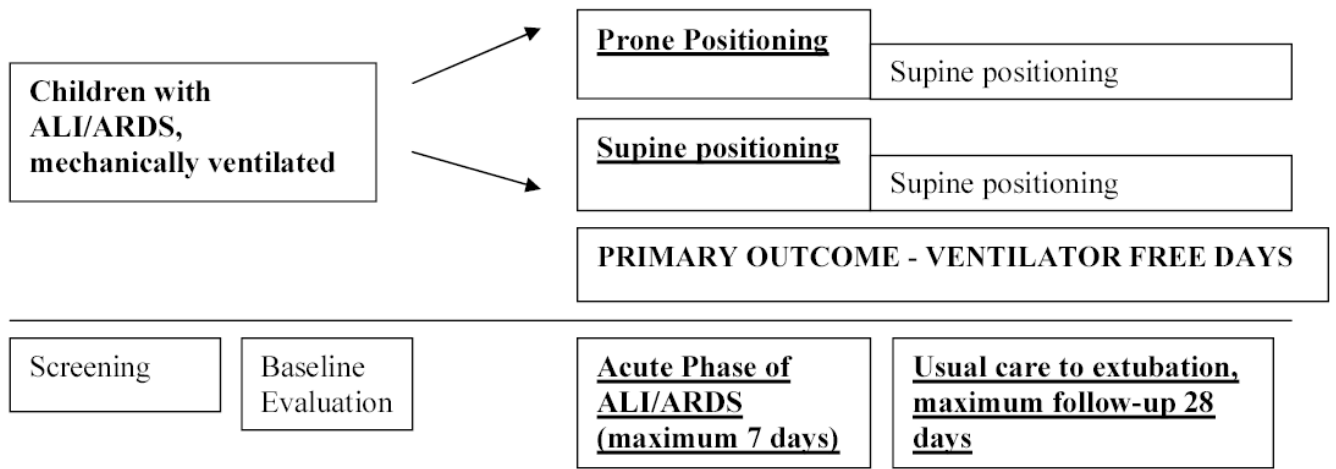 Children with
ALI/ARDS,
mechanically ventilated
Prone Positioning
Supine positioning
Supine positioning
Supine positioning
PRIMARY OUTCOME - VENTILATOR FREE DAYS
Screening
Baseline
Evaluation
Acute Phase of
ALI/ARDS
(maximum 7 days)
Usual care to extubation,
maximum follow-up 28
days